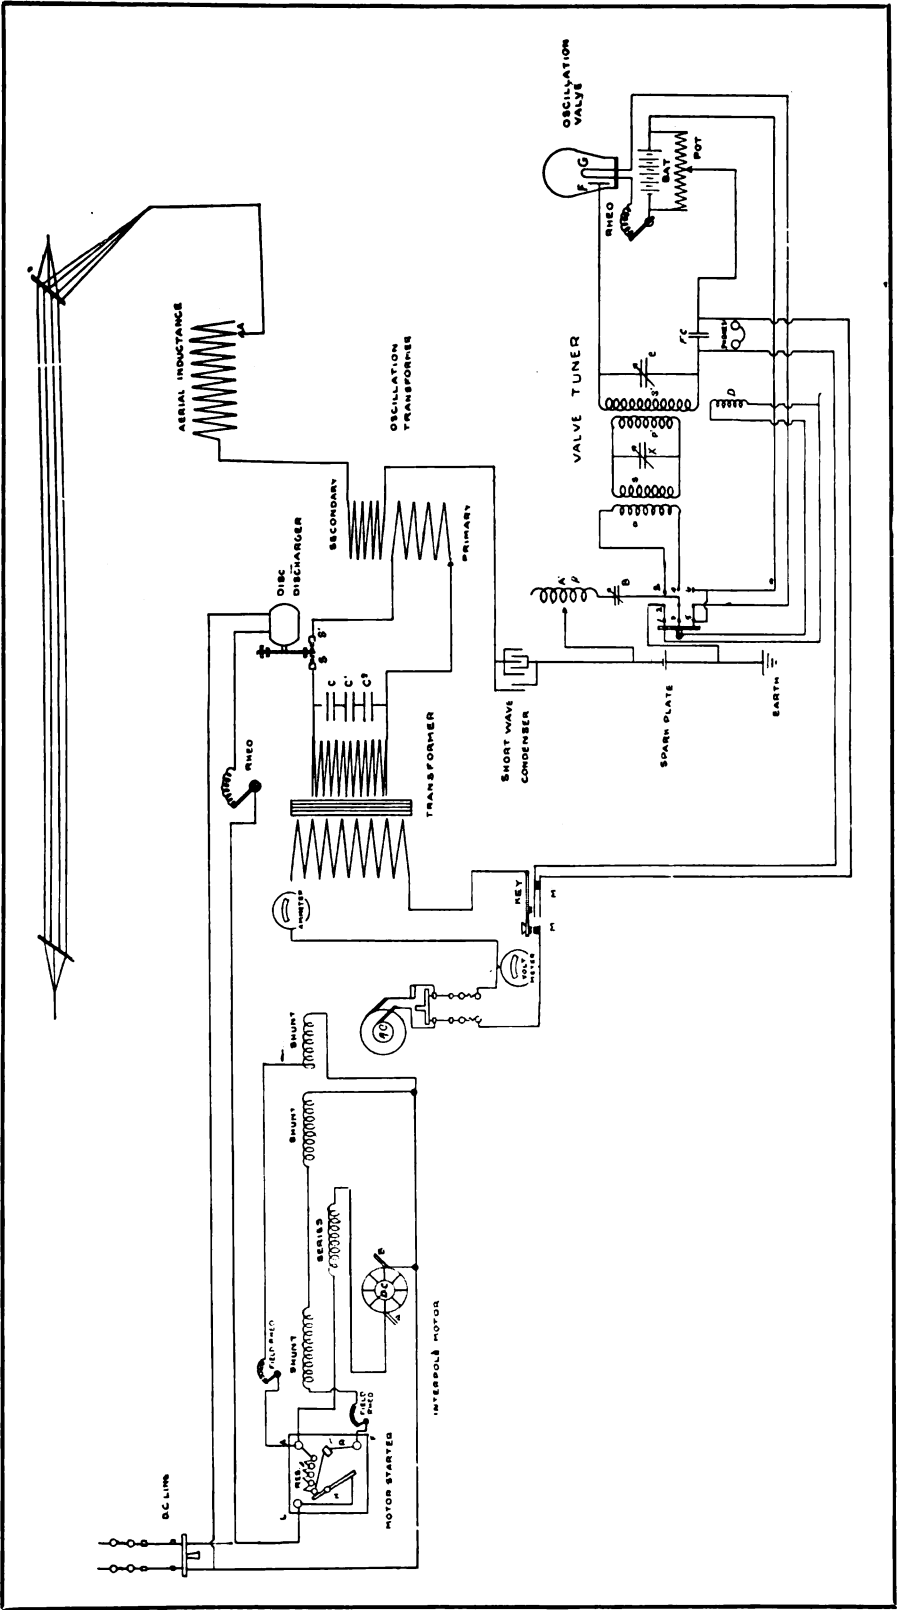 D.C LINE
L
A
RES.
H
R
F
MOTOR STARTER
FIELD RHEO
FIELD
RHEO
SHUNT
SERIES
SHUNT
SHUNT
D.C
A
B
INTERPOLE MOTOR
A.C
VOLT
METER
AMMETER
KEY
M
M
TRANSFORMER
RHEO
C
C'
C²
S
S'
DISC
DISCHARGER
SECONDARY
PRIMARY
OSCILLATION
TRANSFORMER
AERIAL INDUCTANCE
A
SHORT WAVE
CONDENSER
SPARK PLATE
EARTH
A'
P
B
S
P'
X
S'
C
D
F.C
PHONES
VALVE TUNER
RHEO
F
G
BAT
POT
OSCILLATION
VALVE